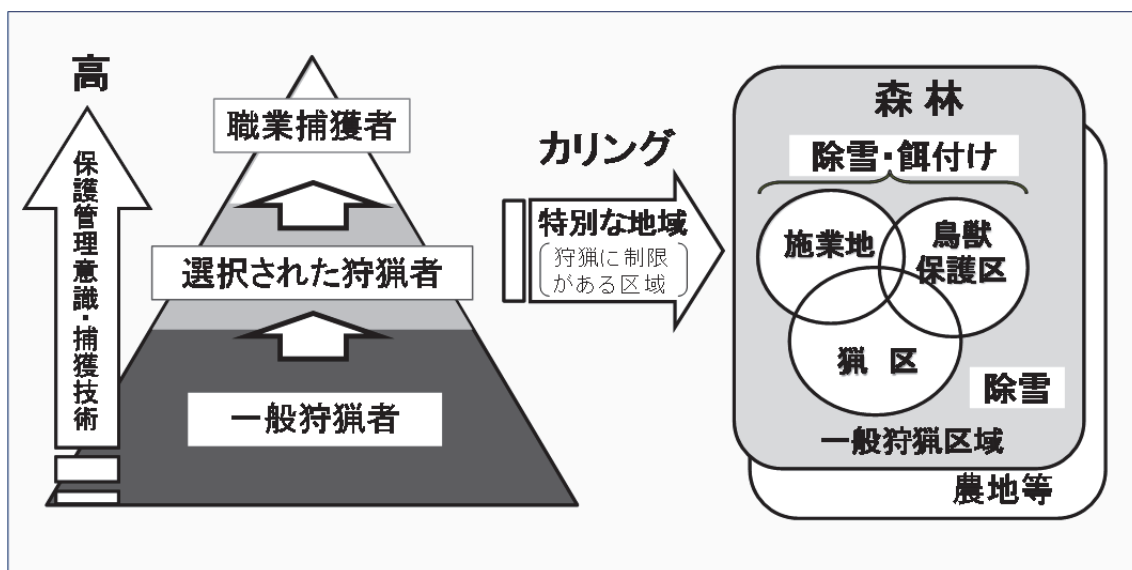 高
保護管理意識・捕獲技術
職業捕獲者
選択された狩猟者
一般狩猟者
カリング
特別な地域
狩猟に制限
がある区域
森林
除雪・餌付け
施業地
鳥獣
保護区
猟区
除雪
一般狩猟区域
農地等